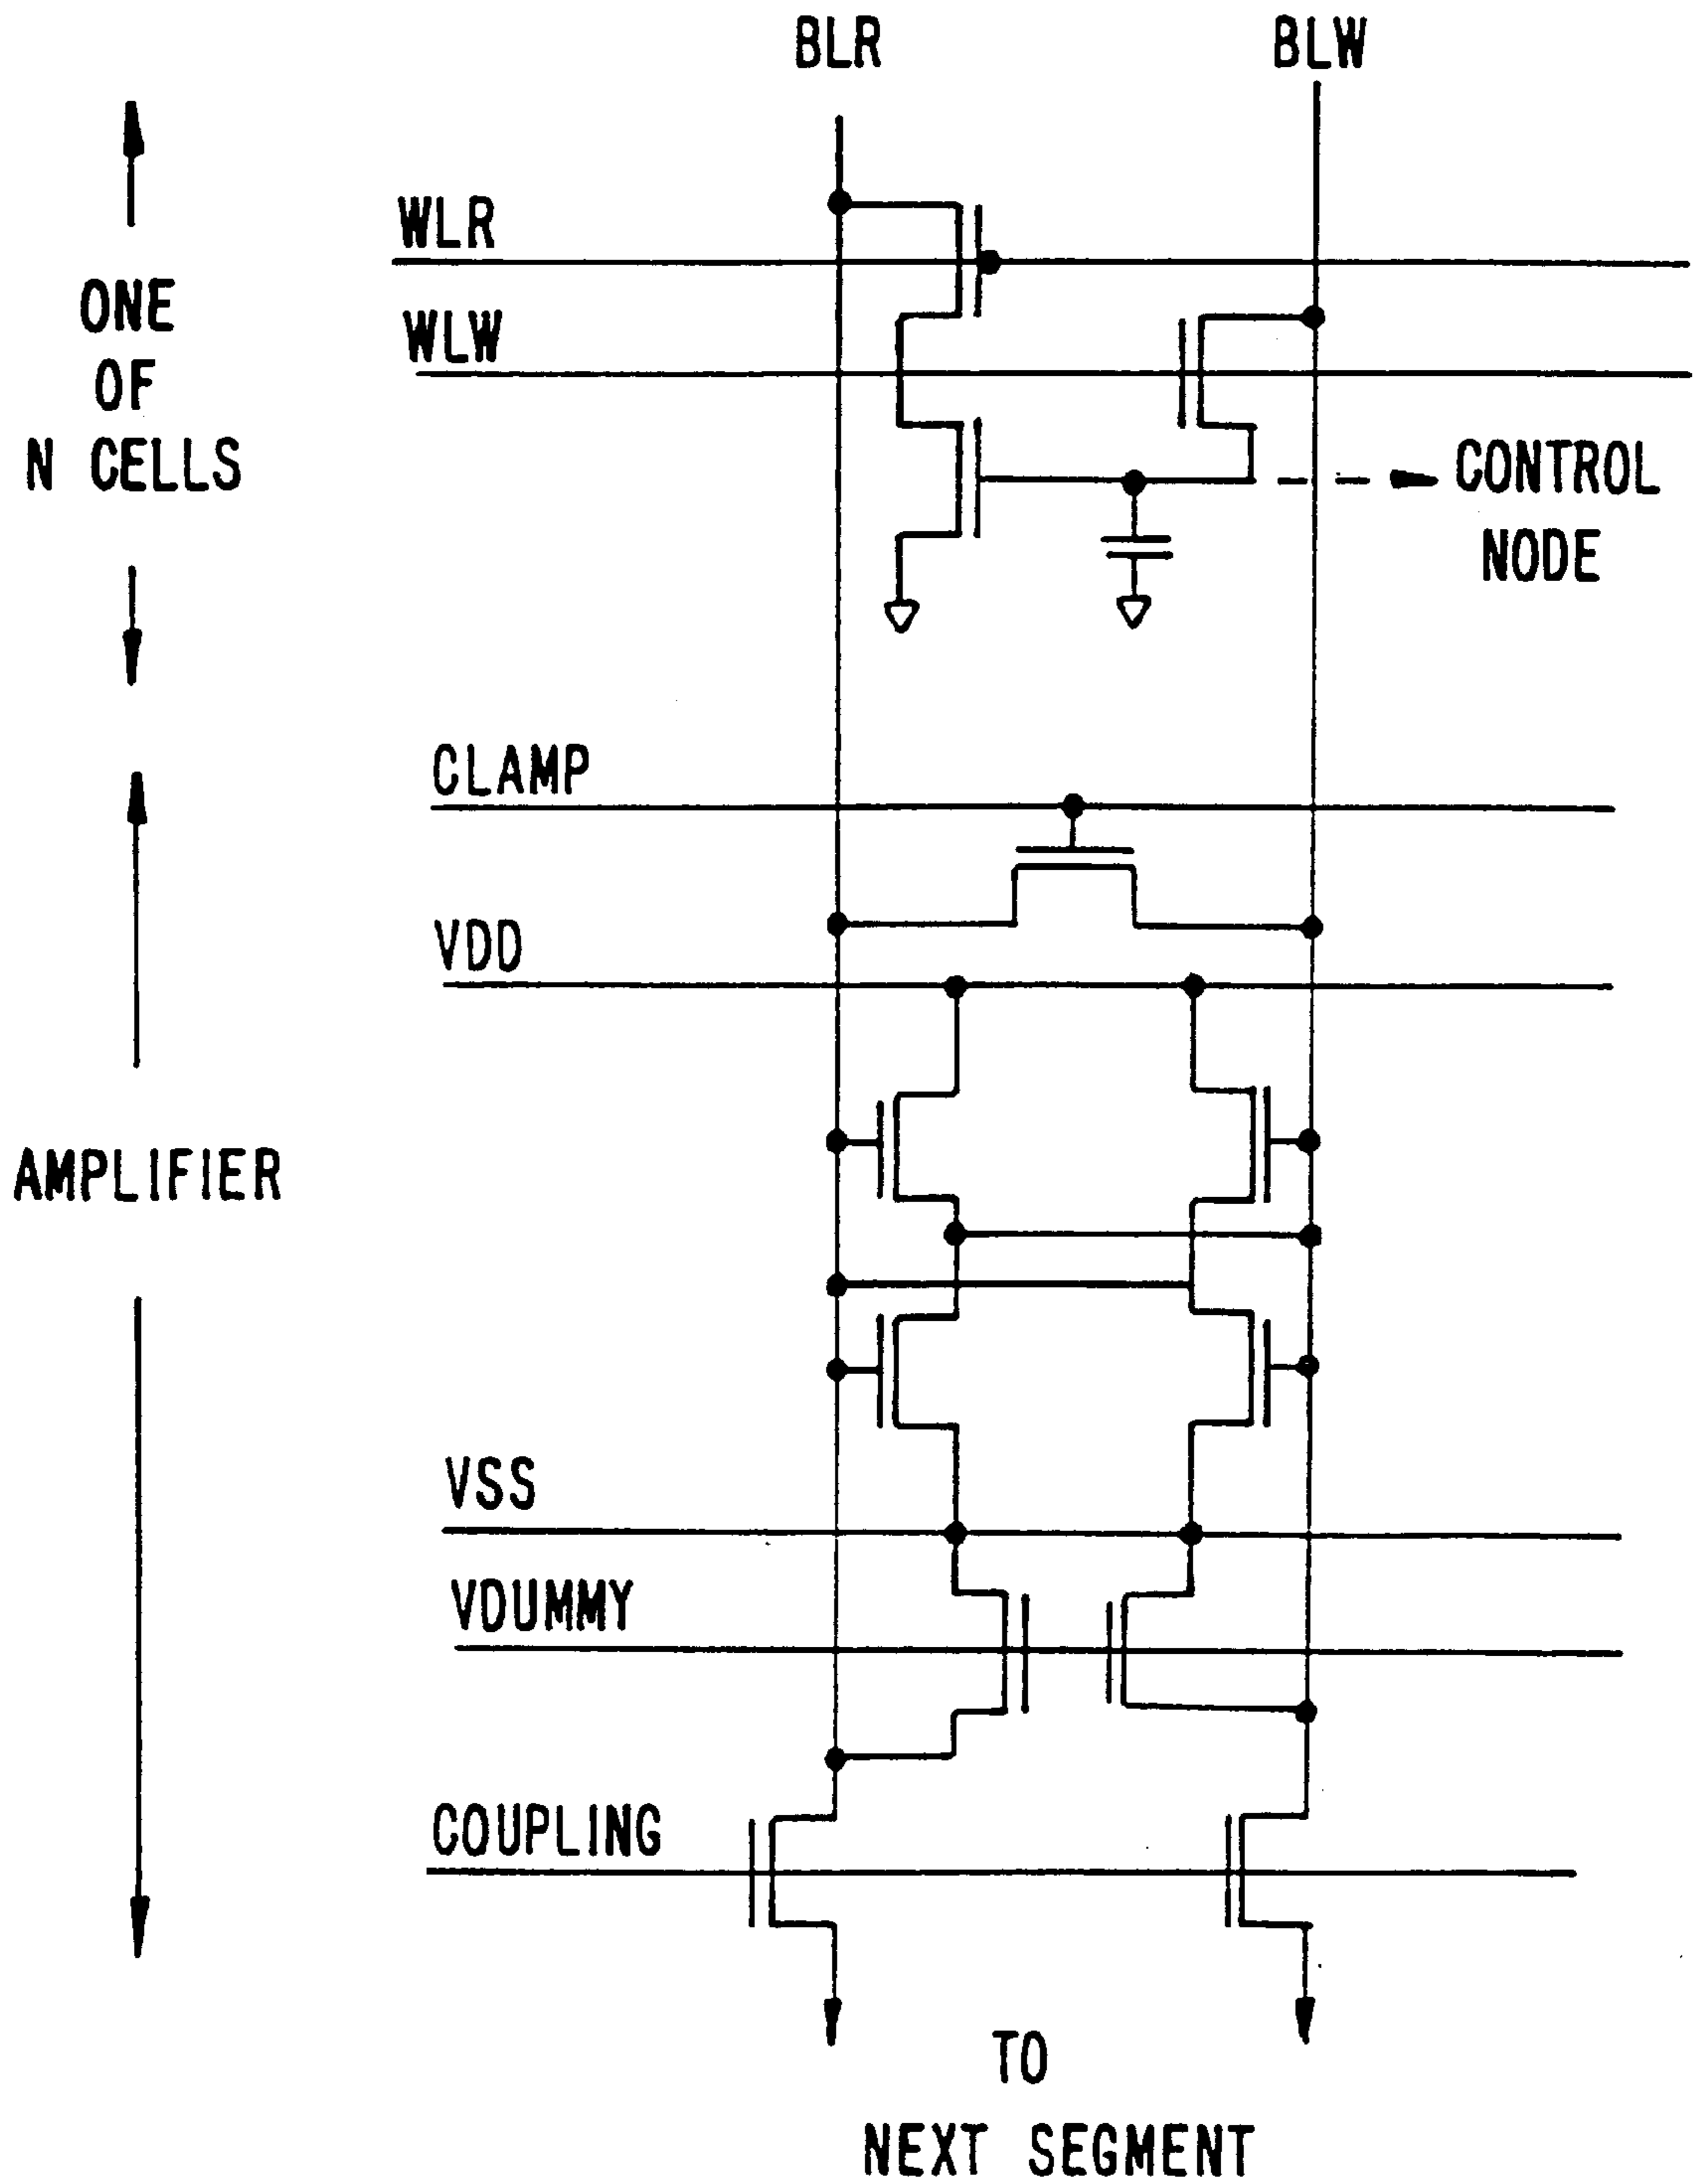 BLR
BLW
WLR
WLW
ONE
OF
N CELLS
CONTROL
NODE
CLAMP
VDD
AMPLIFIER
VSS
VDUMMY
COUPLING
TO
NEXT SEGMENT